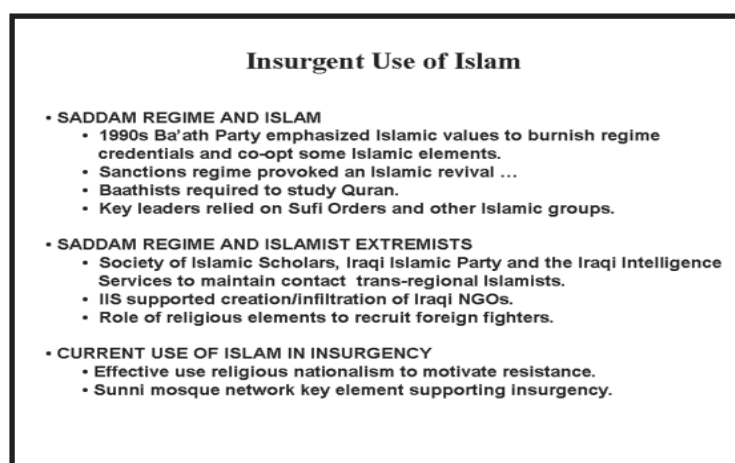 Insurgent Use of Islam
• SADDAM REGIME AND ISLAM
• 1990s Ba'ath Party emphasized Islamic values to burnish regime
credentials and co-opt some Islamic elements.
• Sanctions regime provoked an Islamic revival ...
• Baathists required to study Quran.
• Key leaders relied on Sufi Orders and other Islamic groups.
• SADDAM REGIME AND ISLAMIST EXTREMISTS
• Society of Islamic Scholars, Iraqi Islamic Party and the Iraqi Intelligence
Services to maintain contact trans-regional Islamists.
• IIS supported creation/infiltration of Iraqi NGOs.
• Role of religious elements to recruit foreign fighters.
• CURRENT USE OF ISLAM IN INSURGENCY
• Effective use religious nationalism to motivate resistance.
• Sunni mosque network key element supporting insurgency.